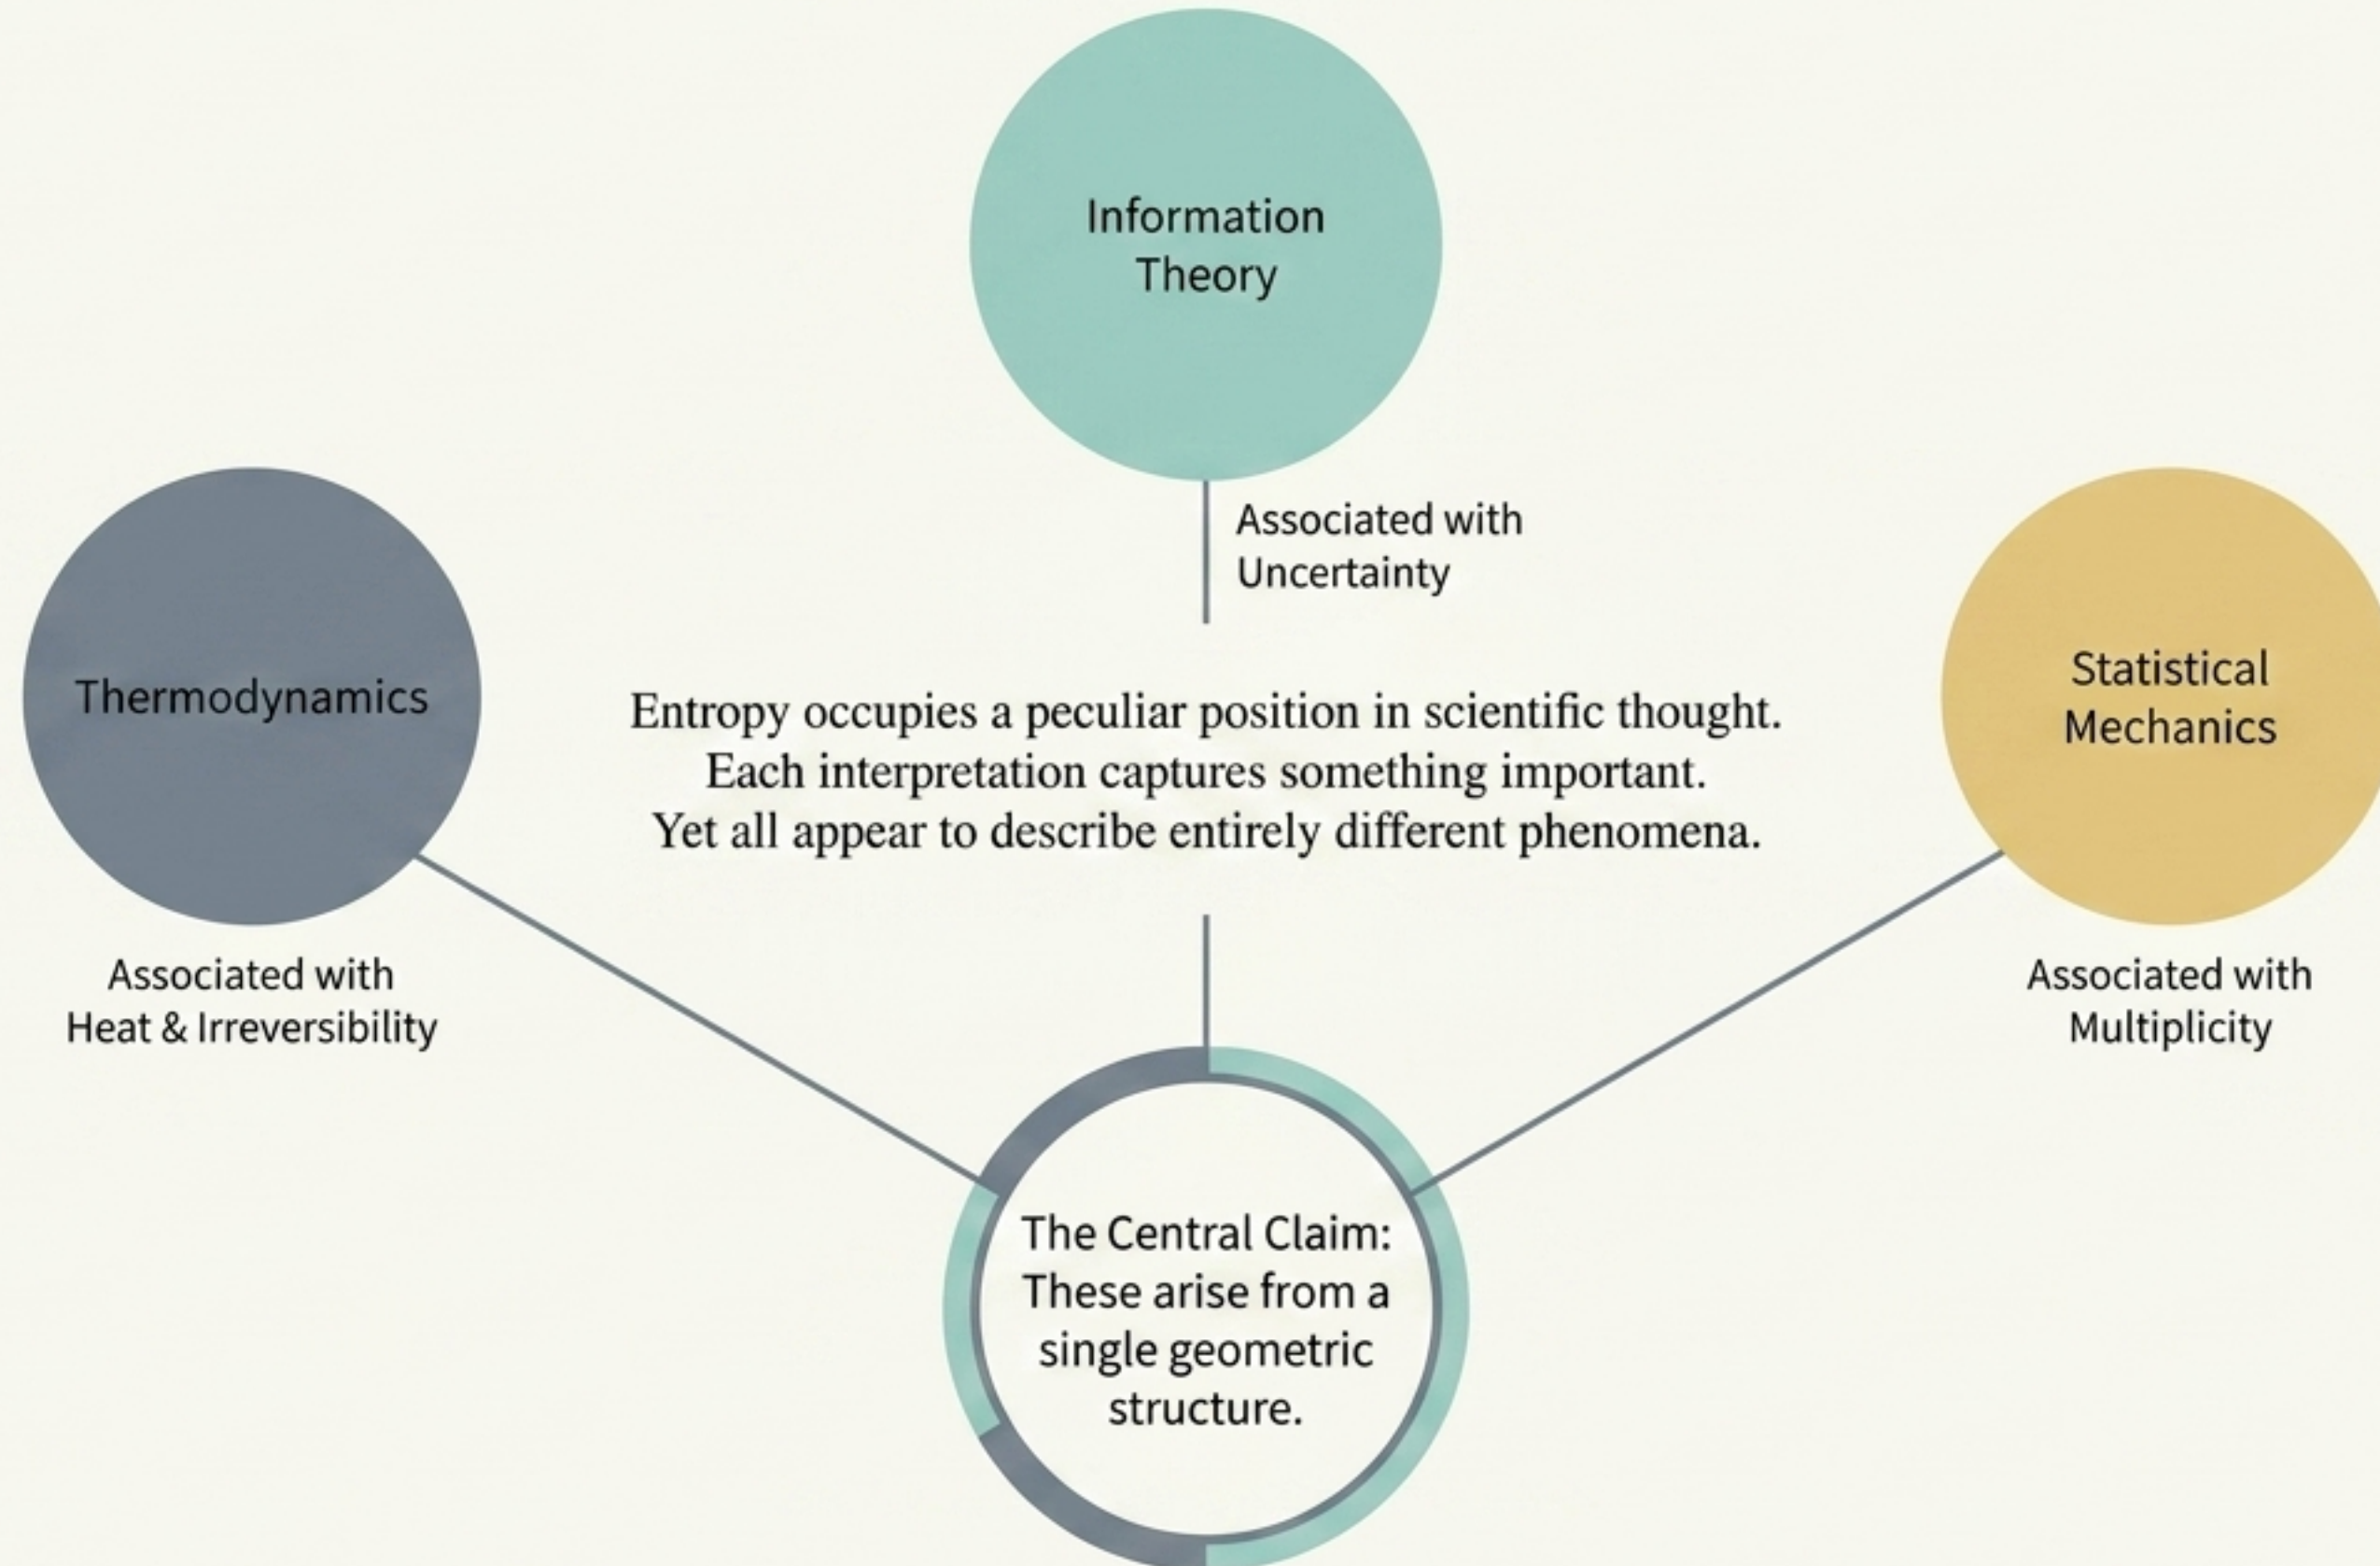 Information
Theory
Associated with
Uncertainty
Thermodynamics
Associated with
Heat & Irreversibility
Entropy occupies a peculiar position in scientific thought.
Each interpretation captures something important.
Yet all appear to describe entirely different phenomena.
Statistical
Mechanics
Associated with
Multiplicity
The Central Claim:
These arise from a
single geometric
structure.